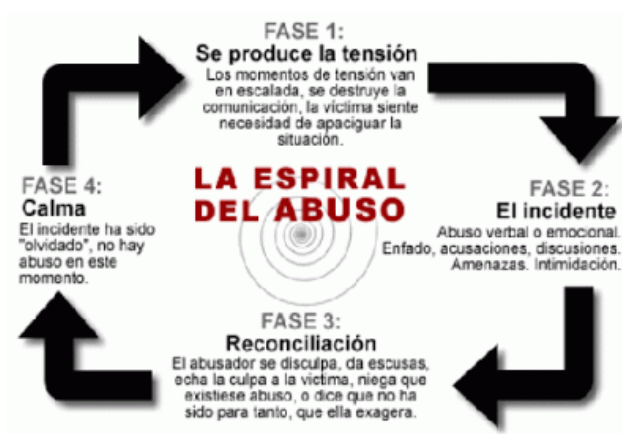 FASE 1:
Se produce la tensión
Los momentos de tensión van
en escalada, se destruye la
comunicación, la víctima siente
necesidad de apaciguar la
situación.
LA ESPIRAL
DEL ABUSO
FASE 2:
El incidente
Abuso verbal o emocional.
Enfado, acusaciones, discusiones.
Amenazas. Intimidación.
FASE 3:
Reconciliación
El abusador se disculpa, da escusas,
echa la culpa a la victima, niega que
existiese abuso, o dice que no ha
sido para tanto, que ella exagera.
FASE 4:
Calma
El incidente ha sido
"olvidado", no hay
abuso en este
momento.